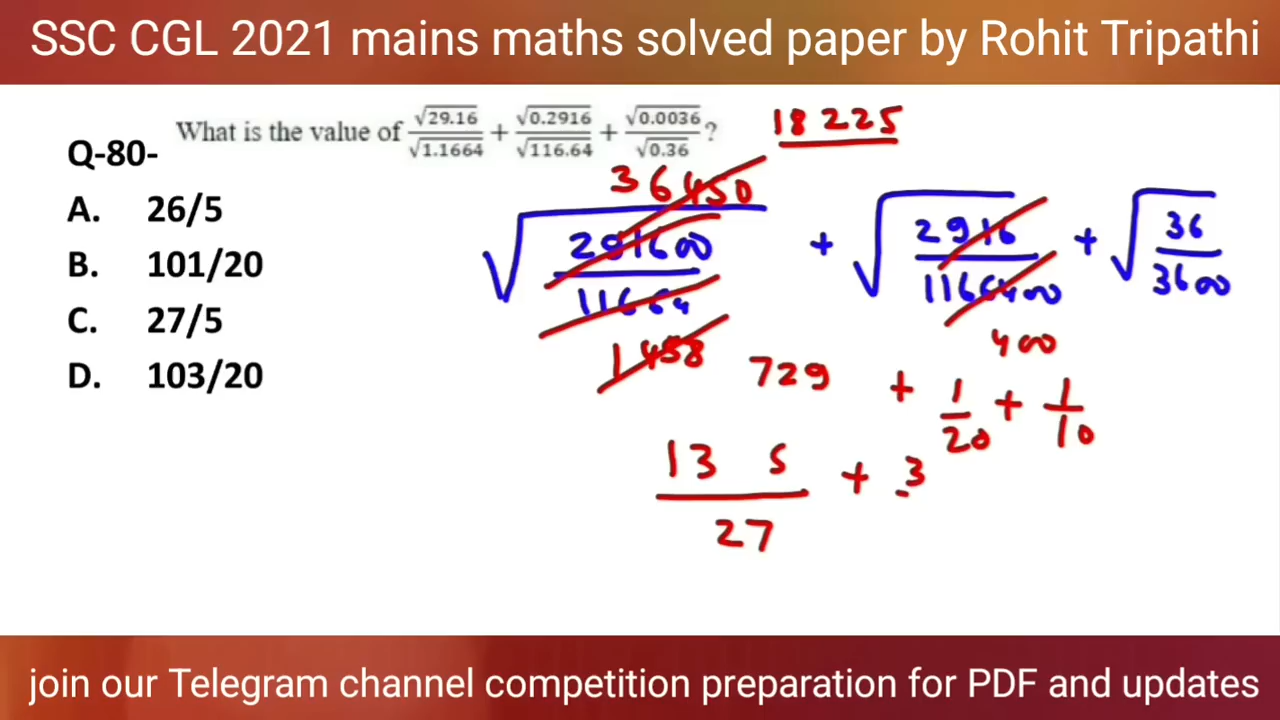 SSC CGL 2021 mains maths solved paper by Rohit Tripathi
Q-80- What is the value of √29.16/√1.1664 + √0.2916/√116.64 + √0.0036/√0.36 ?
A. 26/5
B. 101/20
C. 27/5
D. 103/20
18225
36450
√291600/11664 + √2916/1166400 + √36/3600
1458
400
729 + 1/20 + 1/10
135/27 + 3
join our Telegram channel competition preparation for PDF and updates